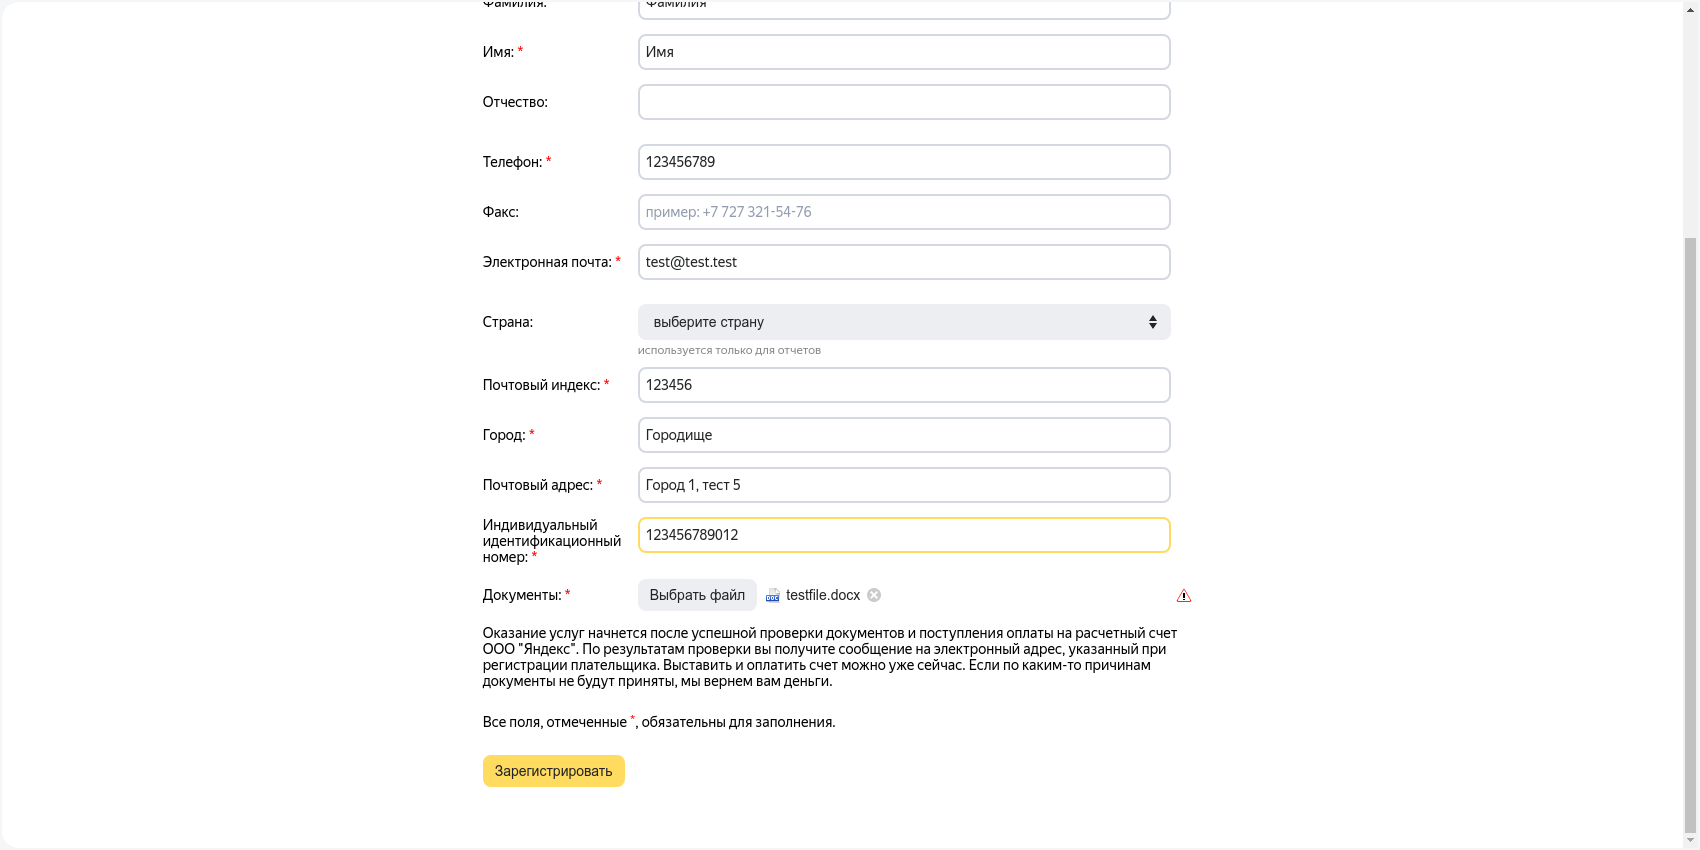 Фамилия:
Фамилия
Имя: *
Имя
Отчество:
Телефон: *
123456789
Факс:
пример: +7 727 321-54-76
Электронная почта: *
test@test.test
Страна:
выберите страну
используется только для отчетов
Почтовый индекс: *
123456
Город: *
Городище
Почтовый адрес: *
Город 1, тест 5
Индивидуальный
идентификационный
номер: *
123456789012
Документы: *
Выбрать файл
DOC
testfile.docx
Оказание услуг начнется после успешной проверки документов и поступления оплаты на расчетный счет
ООО "Яндекс". По результатам проверки вы получите сообщение на электронный адрес, указанный при
регистрации плательщика. Выставить и оплатить счет можно уже сейчас. Если по каким-то причинам
документы не будут приняты, мы вернем вам деньги.
Все поля, отмеченные *, обязательны для заполнения.
Зарегистрировать